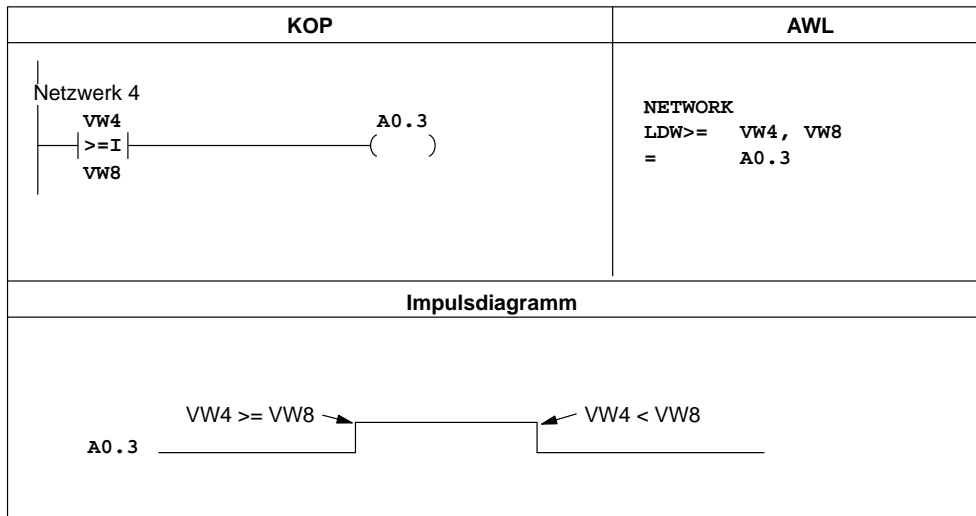 KOP
AWL
Netzwerk 4
VW4
>=I
VW8
A0.3
( )
NETWORK
LDW>= VW4, VW8
= A0.3
Impulsdiagramm
VW4 >= VW8
VW4 < VW8
A0.3